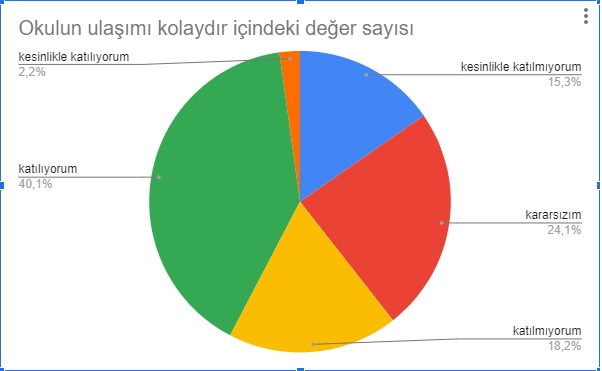 Okulun ulaşımı kolaydır içindeki değer sayısı
kesinlikle katılıyorum
2,2%
kesinlikle katılmıyorum
15,3%
katılıyorum
40,1%
kararsızım
24,1%
katılmıyorum
18,2%